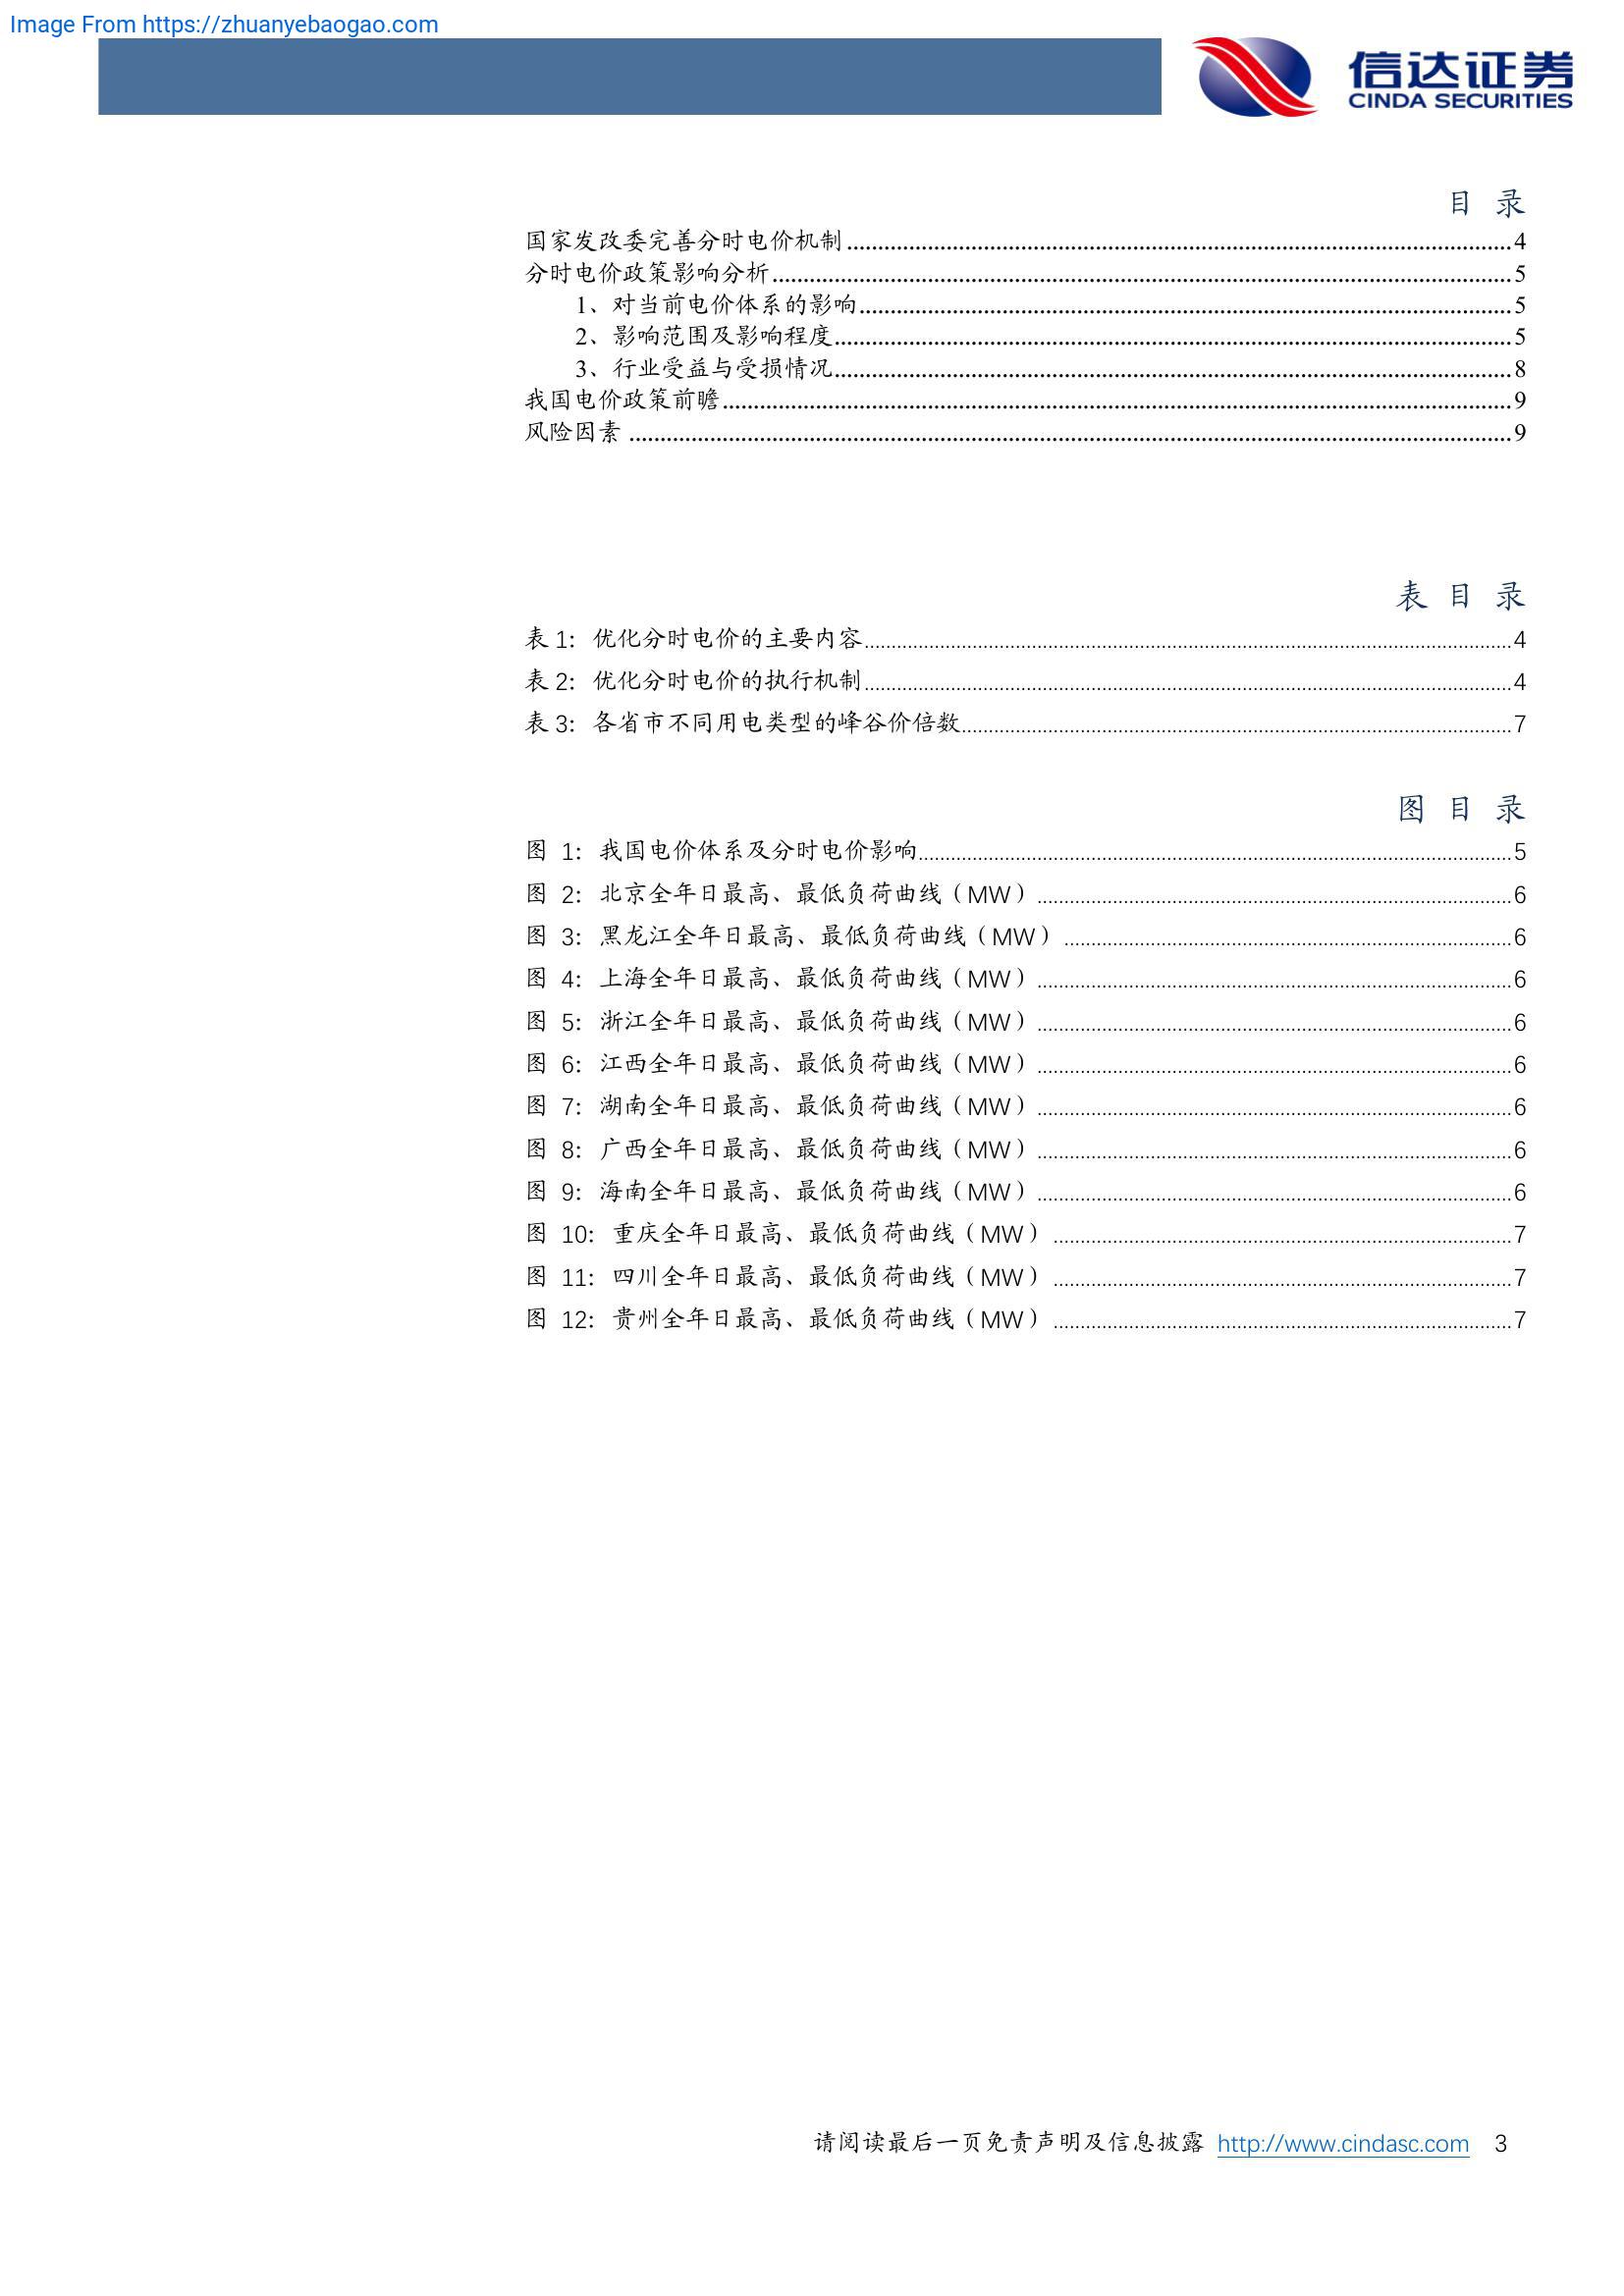 Image From https://zhuanyebaogao.com
信达证券
CINDA SECURITIES
目 录
国家发改委完善分时电价机制....................4
分时电价政策影响分析....................5
1、对当前电价体系的影响....................5
2、影响范围及影响程度....................5
3、行业受益与受损情况....................8
我国电价政策前瞻....................9
风险因素....................9
表 目 录
表 1: 优化分时电价的主要内容....................4
表 2: 优化分时电价的执行机制....................4
表 3: 各省市不同用电类型的峰谷价倍数....................7
图 目 录
图 1: 我国电价体系及分时电价影响....................5
图 2: 北京全年日最高、最低负荷曲线（MW）....................6
图 3: 黑龙江全年日最高、最低负荷曲线（MW）....................6
图 4: 上海全年日最高、最低负荷曲线（MW）....................6
图 5: 浙江全年日最高、最低负荷曲线（MW）....................6
图 6: 江西全年日最高、最低负荷曲线（MW）....................6
图 7: 湖南全年日最高、最低负荷曲线（MW）....................6
图 8: 广西全年日最高、最低负荷曲线（MW）....................6
图 9: 海南全年日最高、最低负荷曲线（MW）....................6
图 10: 重庆全年日最高、最低负荷曲线（MW）....................7
图 11: 四川全年日最高、最低负荷曲线（MW）....................7
图 12: 贵州全年日最高、最低负荷曲线（MW）....................7
请阅读最后一页免责声明及信息披露 http://www.cindasc.com 3